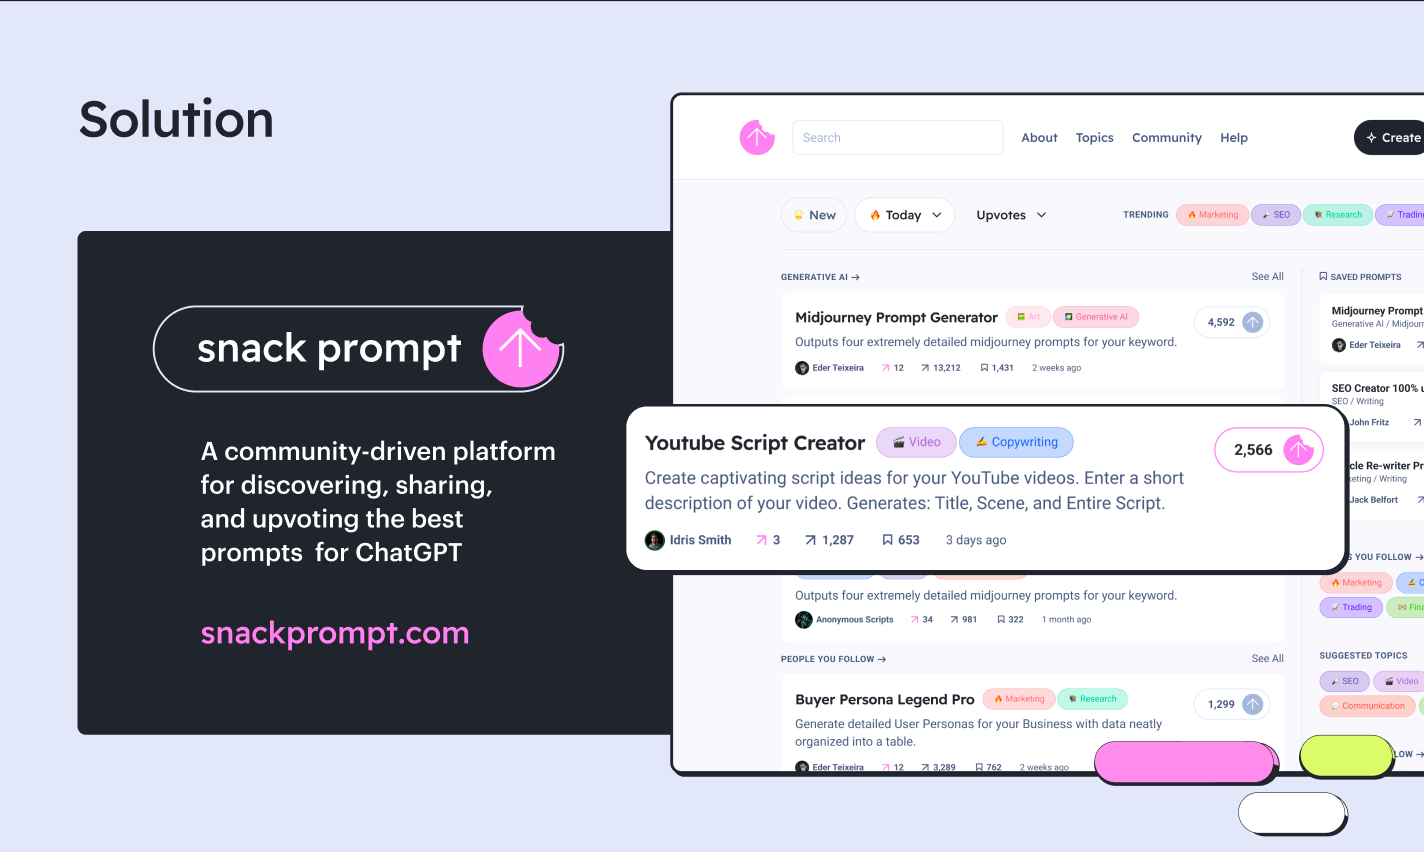 Solution
snack prompt
A community-driven platform
for discovering, sharing,
and upvoting the best
prompts for ChatGPT
snackprompt.com
Search
About Topics Community Help
Create
New Today Upvotes
TRENDING Marketing SEO Research Trading
GENERATIVE AI → See All
Midjourney Prompt Generator Art Generative AI 4,592
Outputs four extremely detailed midjourney prompts for your keyword.
Eder Teixeira 12 13,212 1,431 2 weeks ago
Youtube Script Creator Video Copywriting 2,566
Create captivating script ideas for your YouTube videos. Enter a short
description of your video. Generates: Title, Scene, and Entire Script.
Idris Smith 3 1,287 653 3 days ago
Outputs four extremely detailed midjourney prompts for your keyword.
Anonymous Scripts 34 981 322 1 month ago
PEOPLE YOU FOLLOW → See All
Buyer Persona Legend Pro Marketing Research 1,299
Generate detailed User Personas for your Business with data neatly
organized into a table.
Eder Teixeira 12 3,289 762 2 weeks ago
SAVED PROMPTS
Midjourney Prompt
Generative AI / Midjour
Eder Teixeira
SEO Creator 100%
SEO / Writing
John Fritz
cle Re-writer Pr
keting / Writing
Jack Belfort
S YOU FOLLOW →
Marketing C
Trading Fina
SUGGESTED TOPICS
SEO Video
Communication
LOW →